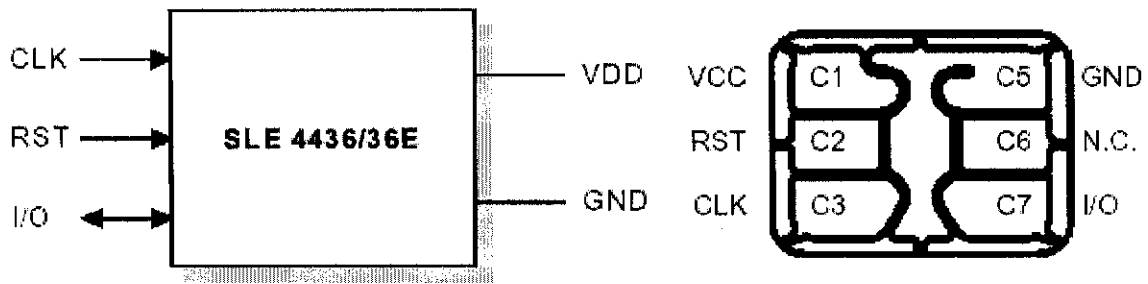 CLK
RST
I/O
SLE 4436/36E
VDD
GND
VCC C1 C5 GND
RST C2 C6 N.C.
CLK C3 C7 I/O